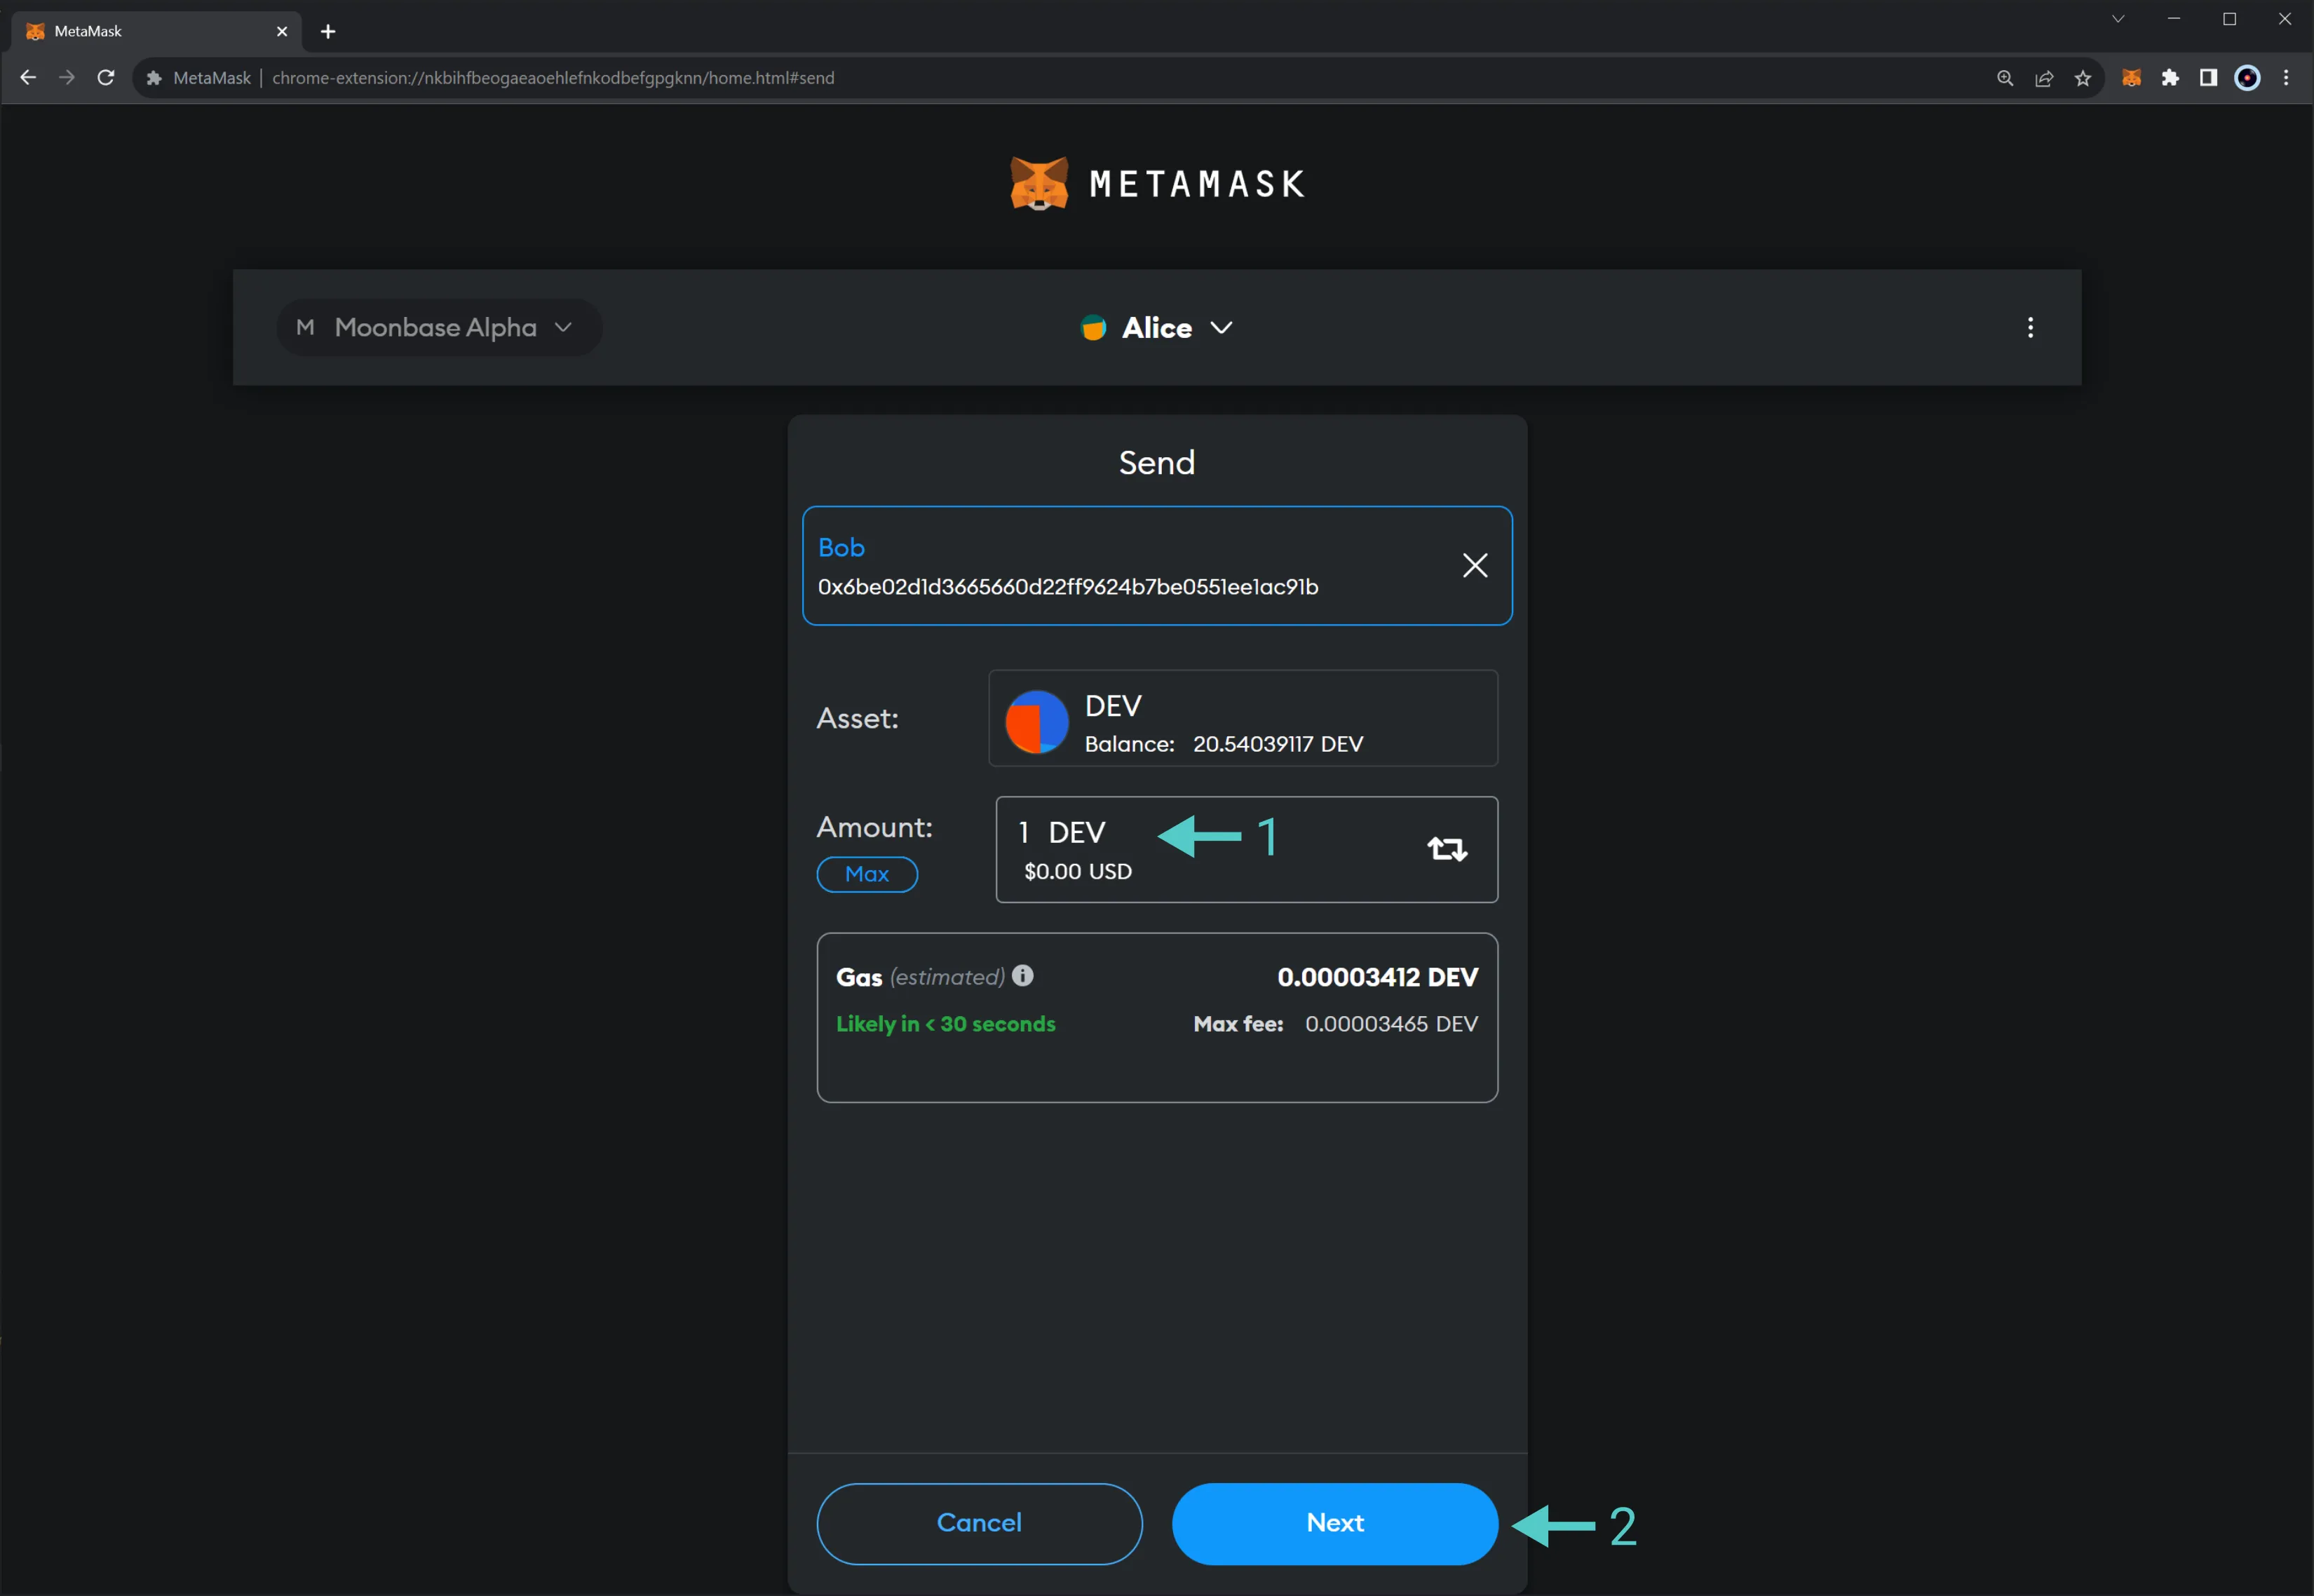 MetaMask
MetaMask | chrome-extension://nkbihfbeogaeaoehlefnkodbefgpgknn/home.html#send
METAMASK
M Moonbase Alpha
Alice
Send
Bob
0x6be02d1d3665660d22ff9624b7be0551ee1ac91b
Asset:
DEV
Balance: 20.54039117 DEV
Amount:
Max
1 DEV
1
$0.00 USD
Gas (estimated)
0.00003412 DEV
Likely in < 30 seconds
Max fee: 0.00003465 DEV
Cancel
Next
2